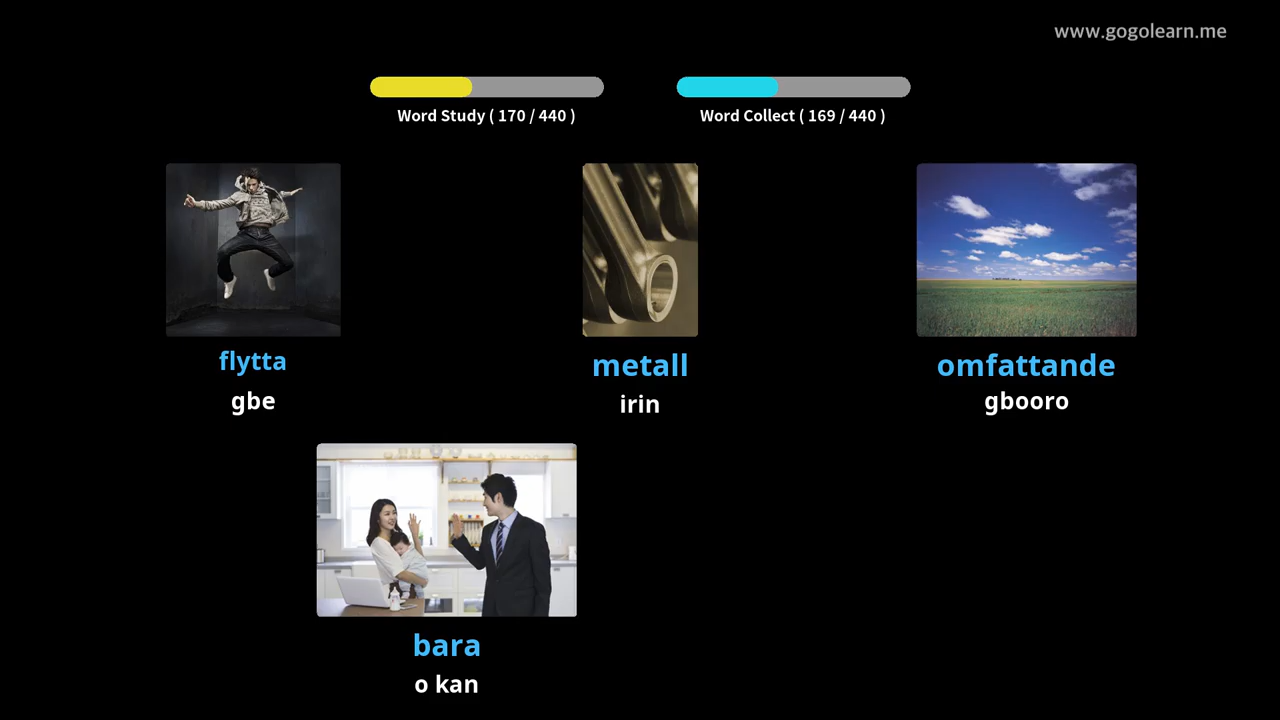 www.gogolearn.me
Word Study ( 170 / 440 )
Word Collect ( 169 / 440 )
flytta
metall
omfattande
gbe
irin
gbooro
bara
o kan